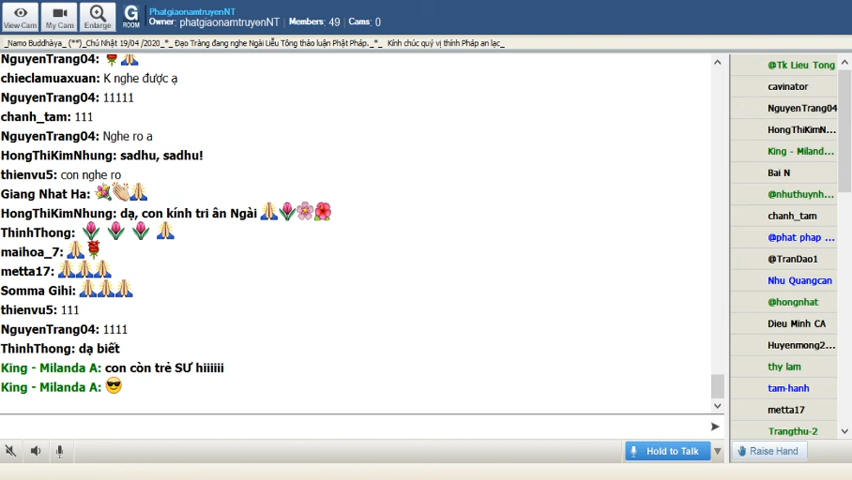 View Cam
My Cam
Enlarge
G
ROOM
PhatgiaonamtruyenNT
Owner: phatgiaonamtruyenNT Members: 49 Cams: 0
_Namo Buddhàya_ (**)_Chủ Nhật 19/04 /2020_*_ Đạo Tràng đang nghe Ngài Liễu Tông thảo luận Phật Pháp._*_ Kính chúc quý vị thính Pháp an lạc_
NguyenTrang04:
chieclamuaxuan: K nghe được ạ
NguyenTrang04: 11111
chanh_tam: 111
NguyenTrang04: Nghe ro a
HongThiKimNhung: sadhu, sadhu!
thienvu5: con nghe ro
Giang Nhat Ha:
HongThiKimNhung: dạ, con kính tri ân Ngài
ThinhThong:
maihoa_7:
metta17:
Somma Gihi:
thienvu5: 111
NguyenTrang04: 1111
ThinhThong: dạ biết
King - Milanda A: con còn trẻ SƯ hiiiiii
King - Milanda A:
@Tk Lieu Tong
cavinator
NguyenTrang04
HongThiKimN...
King - Miland...
Bai N
@nhuthuynh...
chanh_tam
@phat phap ...
@TranDao1
Nhu Quangcan
@hongnhat
Dieu Minh CA
Huyenmong2...
thy lam
tam-hanh
metta17
Trangthu-2
Hold to Talk
Raise Hand